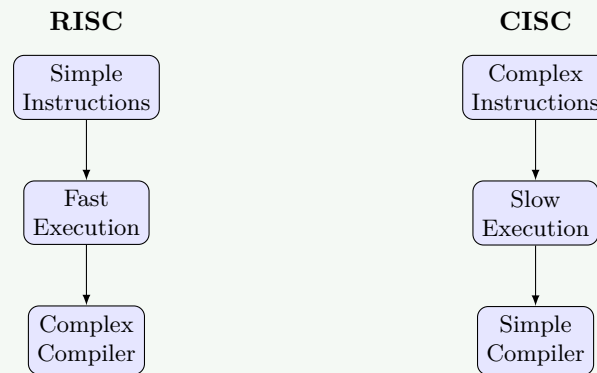 RISC
Simple
Instructions
Fast
Execution
Complex
Compiler
CISC
Complex
Instructions
Slow
Execution
Simple
Compiler